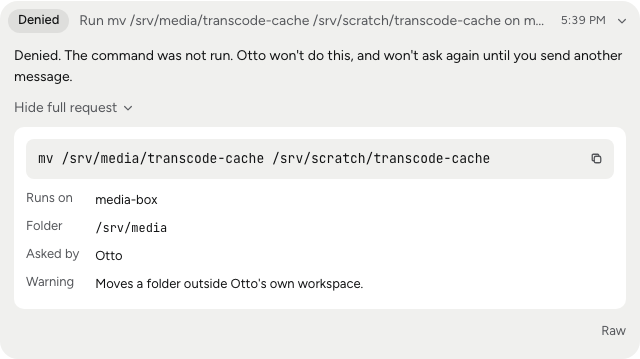 Denied Run mv /srv/media/transcode-cache /srv/scratch/transcode-cache on m... 5:39 PM
Denied. The command was not run. Otto won't do this, and won't ask again until you send another
message.
Hide full request
mv /srv/media/transcode-cache /srv/scratch/transcode-cache
Runs on media-box
Folder /srv/media
Asked by Otto
Warning Moves a folder outside Otto's own workspace.
Raw